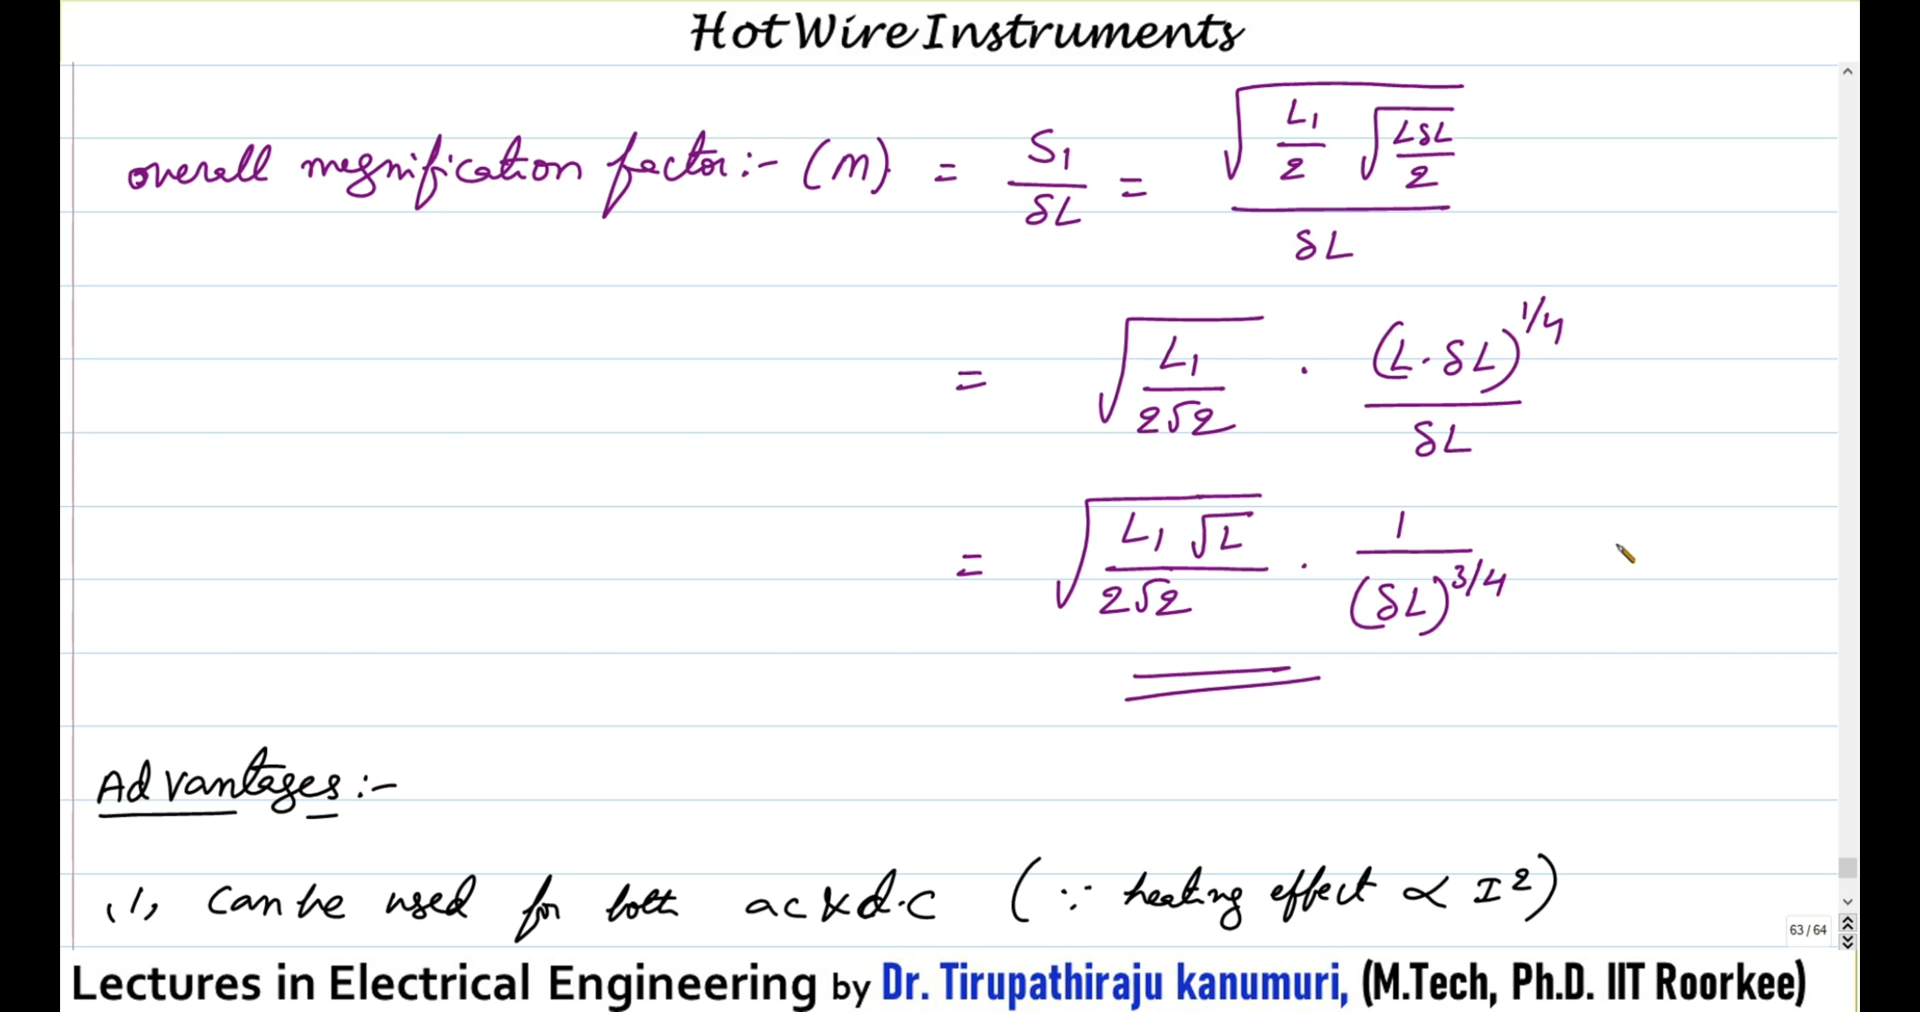 Hot Wire Instruments
overall megnification factor:- (M) = S₁/δL = √(L₁/2 √(LδL/2)) / δL
= √(L₁/2√2) · (L·δL)^1/4 / δL
= √(L₁√L/2√2) · 1/(δL)^3/4
Advantages:-
(1) can be used for both ac & d.c (∵ heating effect ∝ I²)
63 / 64
Lectures in Electrical Engineering by Dr. Tirupathiraju kanumuri, (M.Tech, Ph.D. IIT Roorkee)